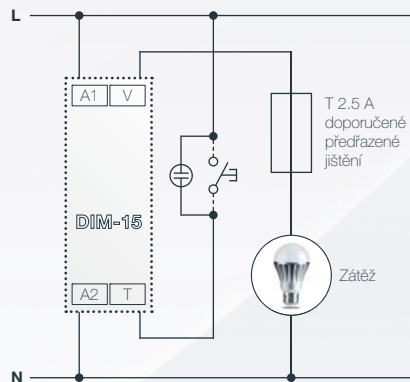 L
A1 V
T 2.5 A
doporučené
předřazené
jištění
DIM-15
Zátěž
A2 T
N